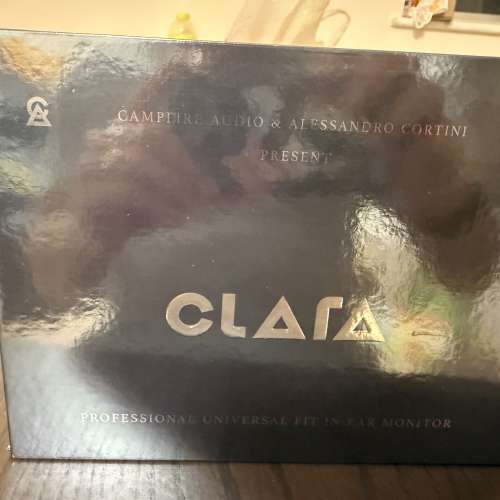 CAMPFIRE AUDIO & ALESSANDRO CORTINI
PRESENT
CLARA
PROFESSIONAL UNIVERSAL FIT IN-EAR MONITOR